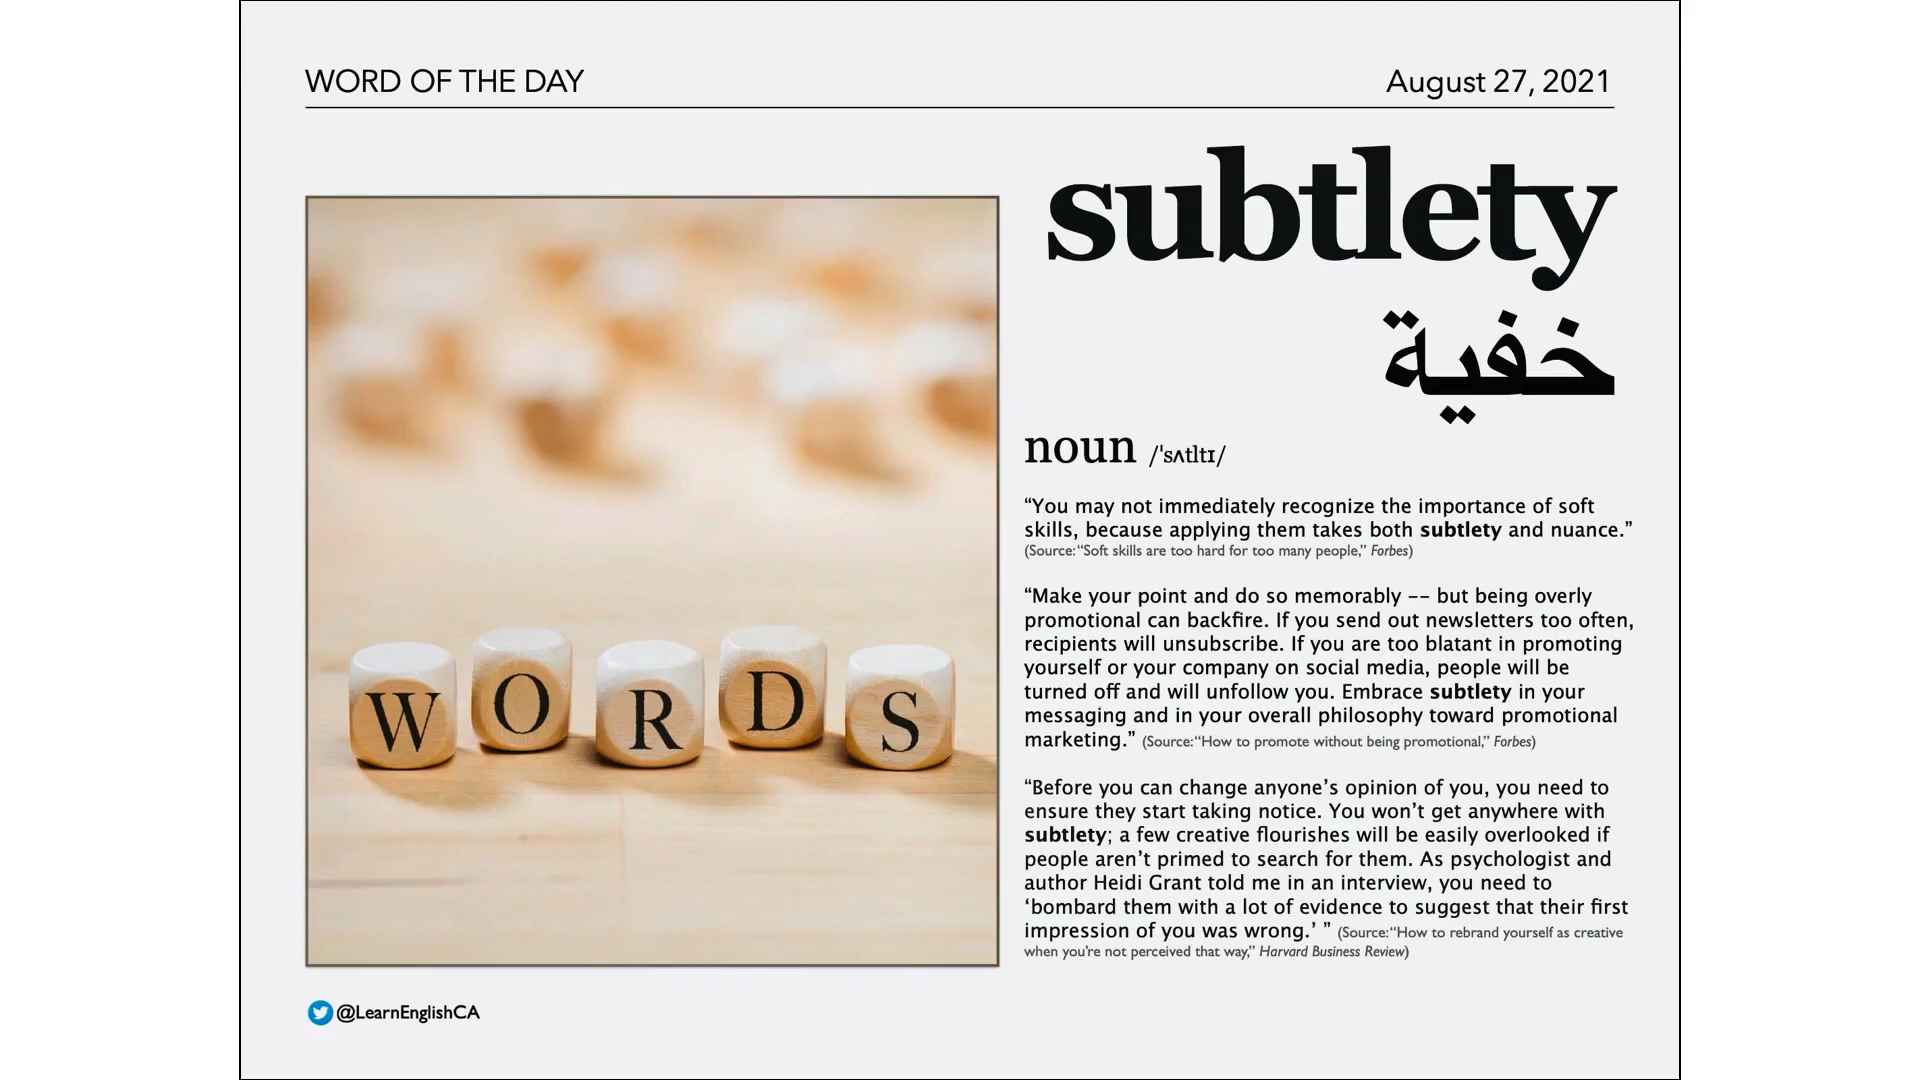 WORD OF THE DAY
August 27, 2021
subtlety
خفية
noun /ˈsʌtltɪ/
“You may not immediately recognize the importance of soft
skills, because applying them takes both subtlety and nuance.”
(Source: “Soft skills are too hard for too many people,” Forbes)
“Make your point and do so memorably -- but being overly
promotional can backfire. If you send out newsletters too often,
recipients will unsubscribe. If you are too blatant in promoting
yourself or your company on social media, people will be
turned off and will unfollow you. Embrace subtlety in your
messaging and in your overall philosophy toward promotional
marketing.” (Source: “How to promote without being promotional,” Forbes)
“Before you can change anyone’s opinion of you, you need to
ensure they start taking notice. You won’t get anywhere with
subtlety; a few creative flourishes will be easily overlooked if
people aren’t primed to search for them. As psychologist and
author Heidi Grant told me in an interview, you need to
‘bombard them with a lot of evidence to suggest that their first
impression of you was wrong.’ ” (Source: “How to rebrand yourself as creative
when you’re not perceived that way,” Harvard Business Review)
WORDS
@LearnEnglishCA